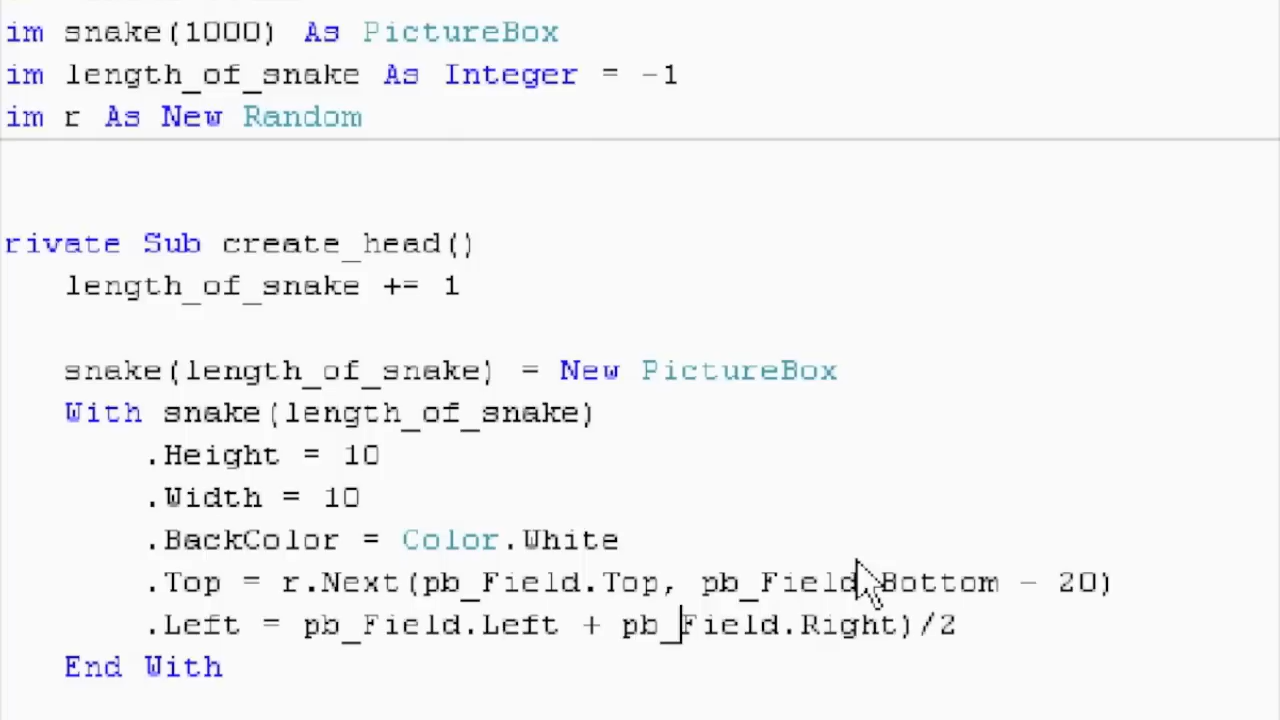 im snake(1000) As PictureBox
im length_of_snake As Integer = -1
im r As New Random
rivate Sub create_head()
length_of_snake += 1
snake(length_of_snake) = New PictureBox
With snake(length_of_snake)
.Height = 10
.Width = 10
.BackColor = Color.White
.Top = r.Next(pb_Field.Top, pb_Field.Bottom - 20)
.Left = pb_Field.Left + pb_Field.Right)/2
End With